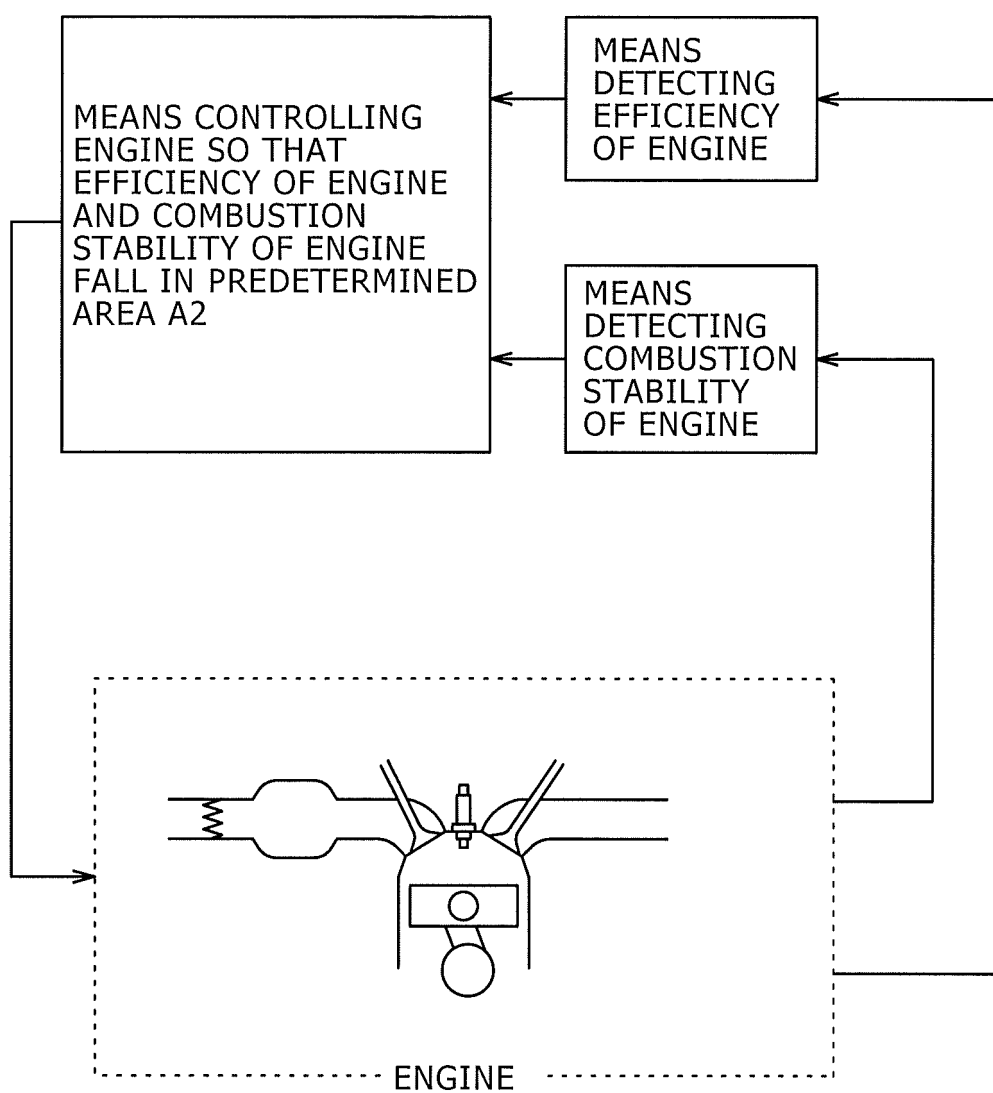 MEANS CONTROLLING
ENGINE SO THAT
EFFICIENCY OF ENGINE
AND COMBUSTION
STABILITY OF ENGINE
FALL IN PREDETERMINED
AREA A2
MEANS
DETECTING
EFFICIENCY
OF ENGINE
MEANS
DETECTING
COMBUSTION
STABILITY
OF ENGINE
ENGINE